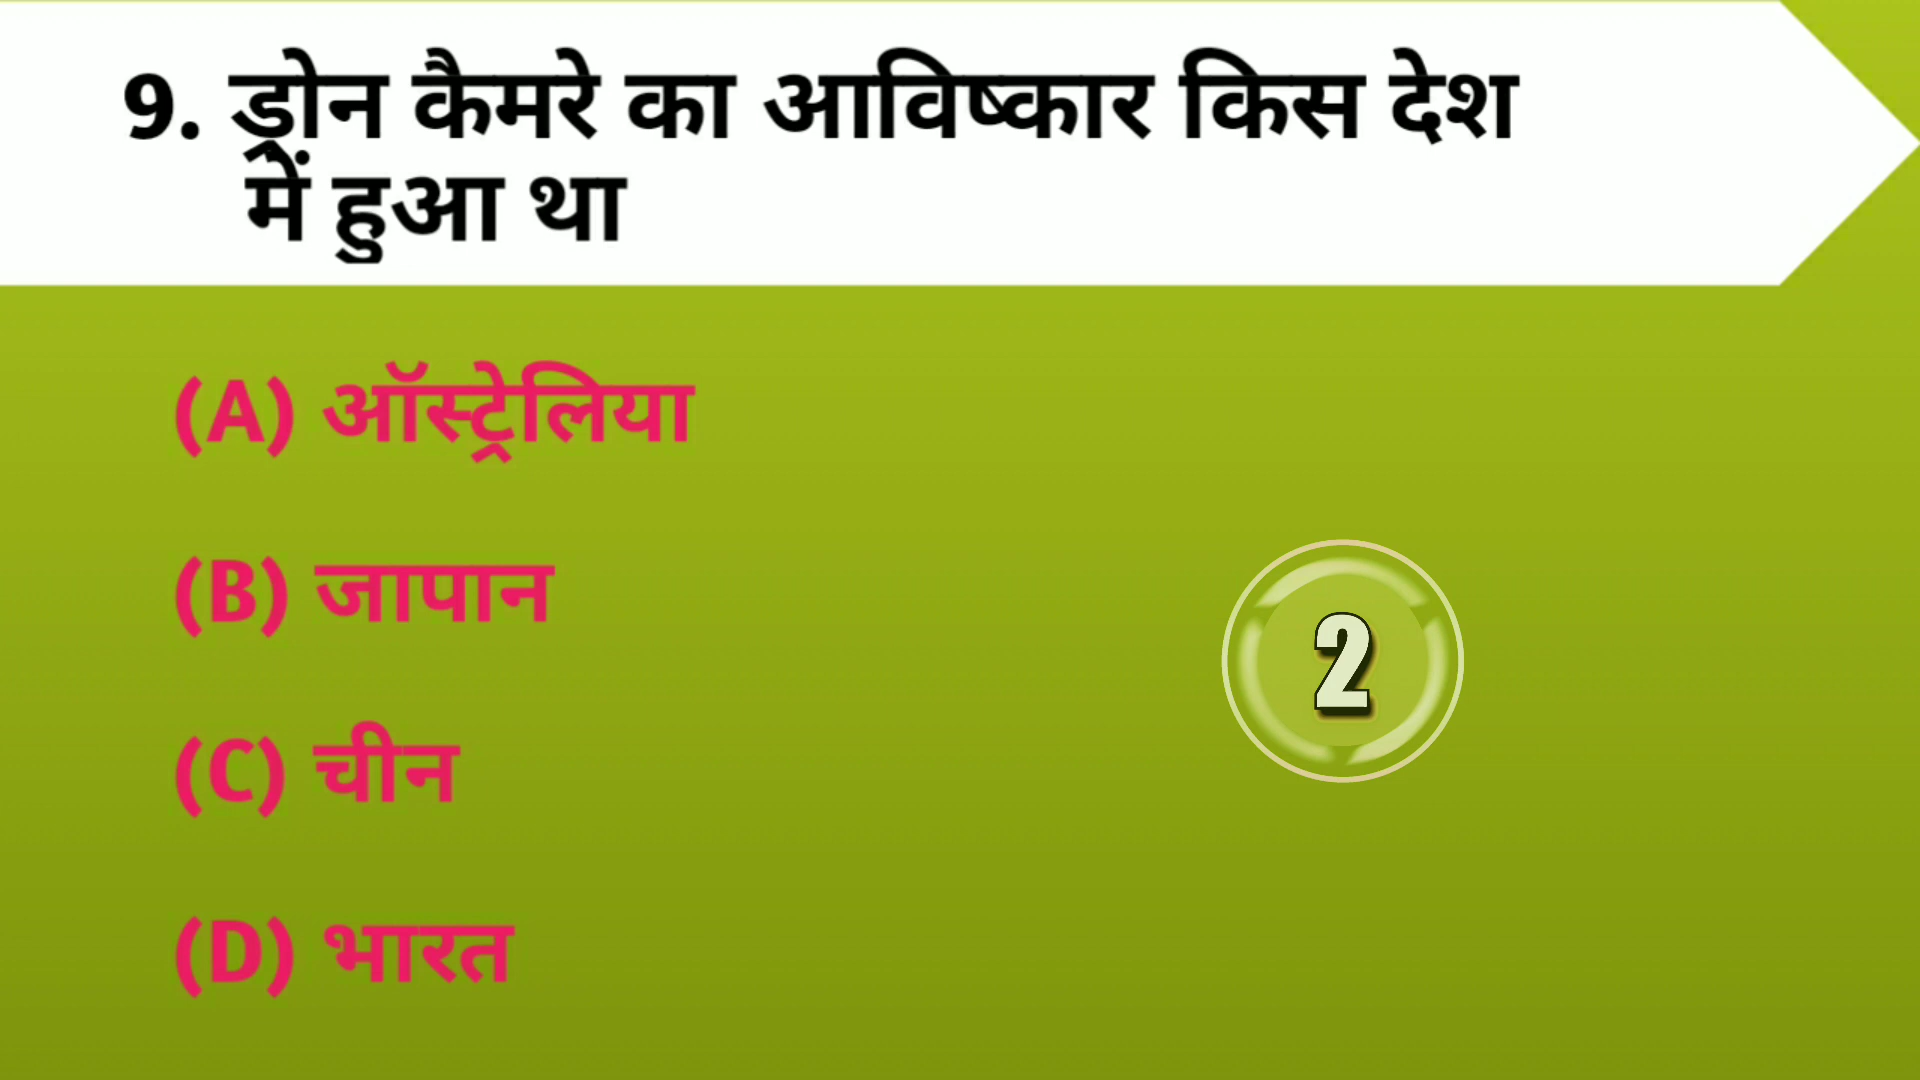 9. ड्रोन कैमरे का आविष्कार किस देश
में हुआ था
(A) ऑस्ट्रेलिया
(B) जापान
2
(C) चीन
(D) भारत